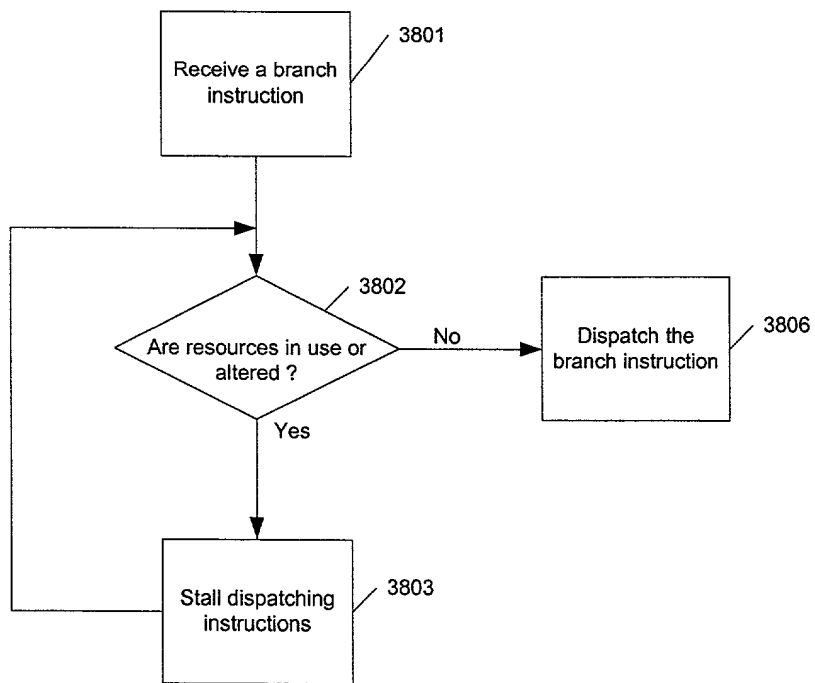 3801
Receive a branch
instruction
3802
Are resources in use or
altered ?
No
Dispatch the
branch instruction
3806
Yes
Stall dispatching
instructions
3803